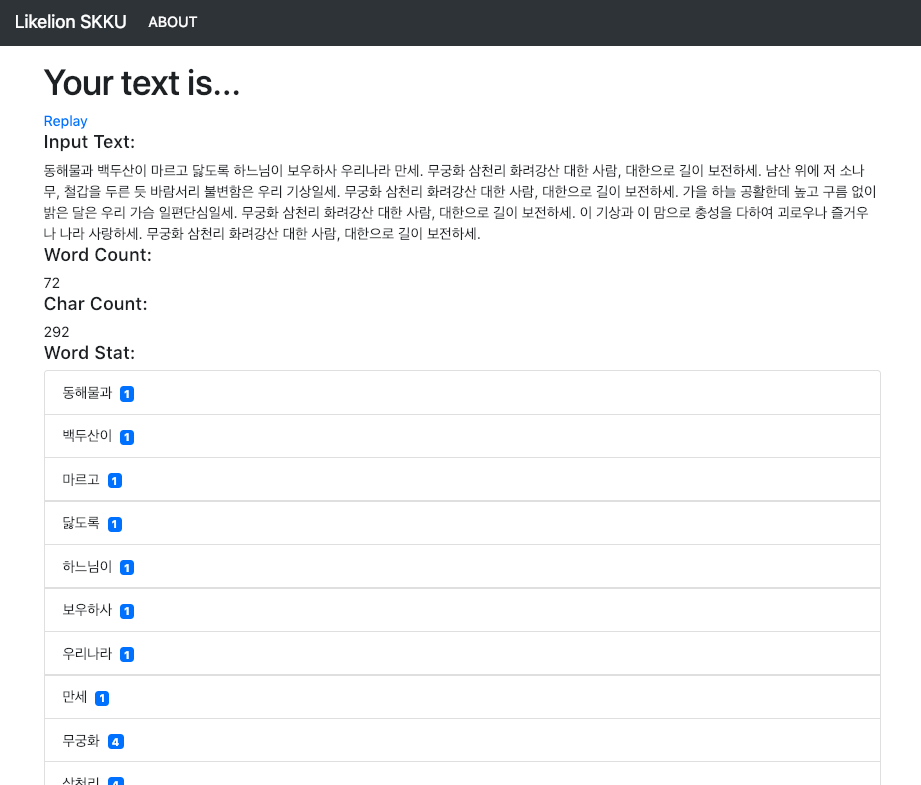 Likelion SKKU ABOUT
Your text is...
Replay
Input Text:
동해물과 백두산이 마르고 닳도록 하느님이 보우하사 우리나라 만세. 무궁화 삼천리 화려강산 대한 사람, 대한으로 길이 보전하세. 남산 위에 저 소나
무, 철갑을 두른 듯 바람서리 불변함은 우리 기상일세. 무궁화 삼천리 화려강산 대한 사람, 대한으로 길이 보전하세. 가을 하늘 공활한데 높고 구름 없이
밝은 달은 우리 가슴 일편단심일세. 무궁화 삼천리 화려강산 대한 사람, 대한으로 길이 보전하세. 이 기상과 이 맘으로 충성을 다하여 괴로우나 즐거우
나 나라 사랑하세. 무궁화 삼천리 화려강산 대한 사람, 대한으로 길이 보전하세.
Word Count:
72
Char Count:
292
Word Stat:
동해물과 1
백두산이 1
마르고 1
닳도록 1
하느님이 1
보우하사 1
우리나라 1
만세 1
무궁화 4
삼천리 4